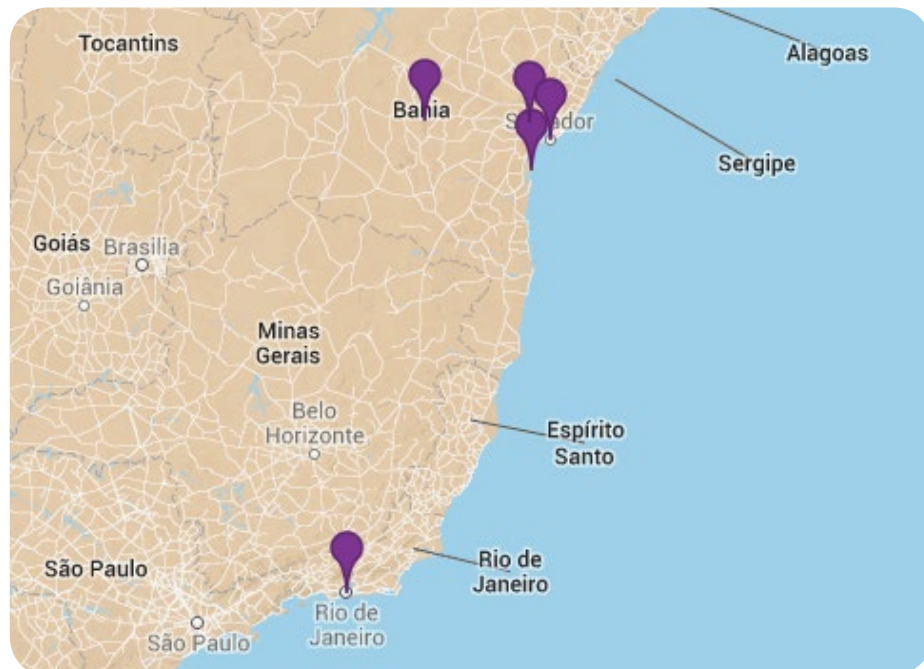 Tocantins
Alagoas
Bahia
Salvador
Sergipe
Goiás
Brasilia
Goiânia
Minas
Gerais
Belo
Horizonte
Espírito
Santo
São Paulo
Rio de
Janeiro
Rio de
Janeiro
São Paulo